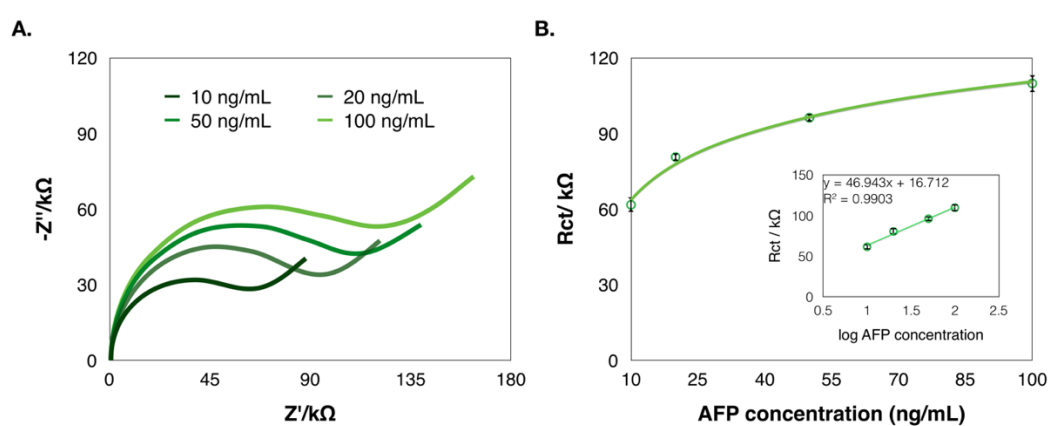 A.
120
90
60
30
0
-Z''/kΩ
10 ng/mL
20 ng/mL
50 ng/mL
100 ng/mL
0 45 90 135 180
Z'/kΩ
B.
120
90
60
30
0
Rct/ kΩ
10 25 40 55 70 85 100
AFP concentration (ng/mL)
150
100
50
0
Rct / kΩ
y = 46.943x + 16.712
R² = 0.9903
0.5 1 1.5 2 2.5
log AFP concentration